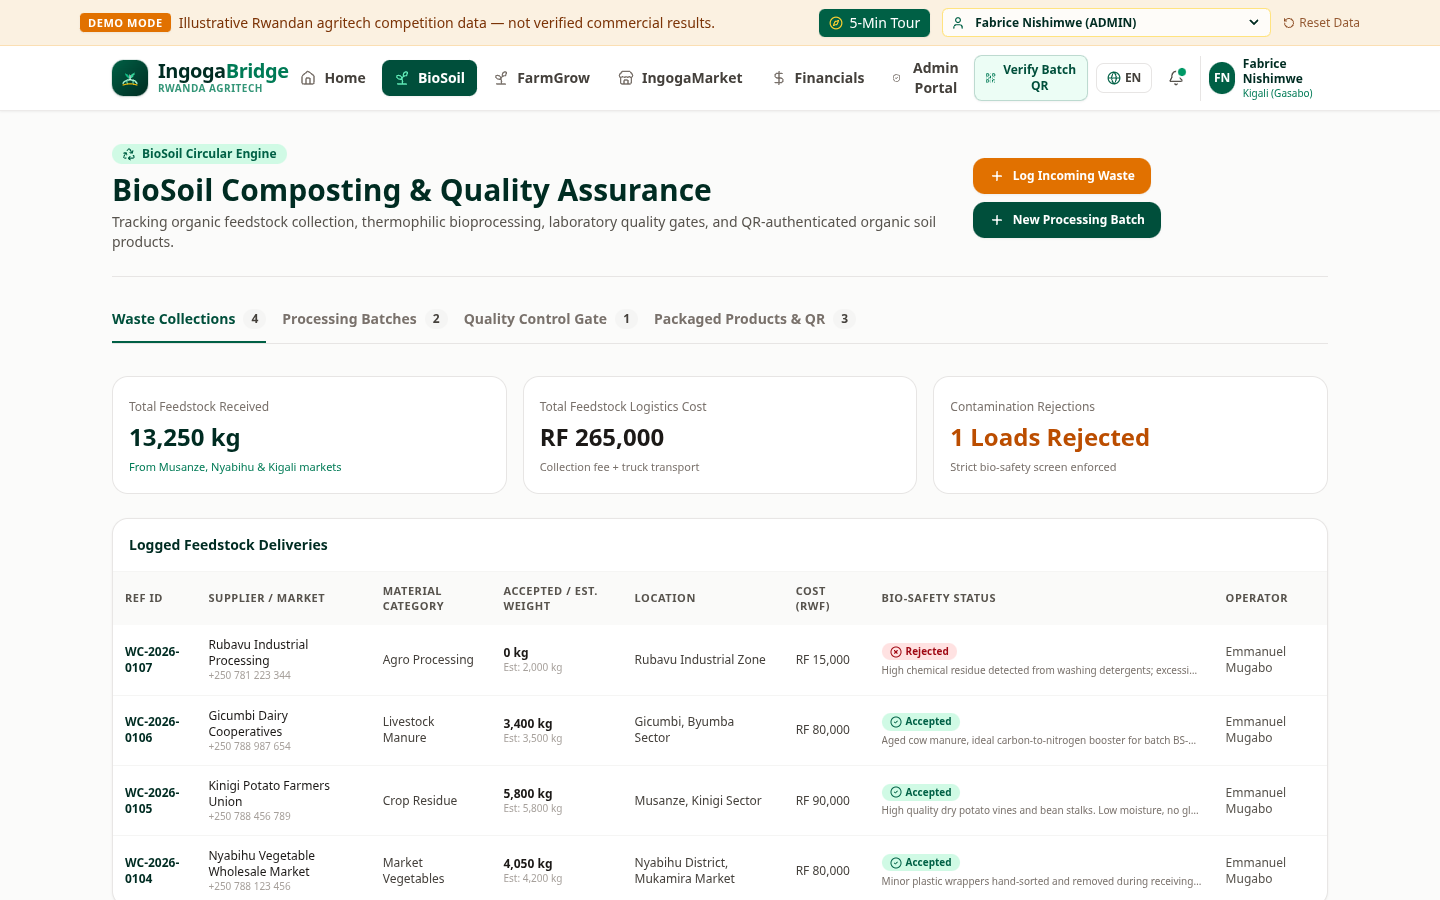 DEMO MODE Illustrative Rwandan agritech competition data — not verified commercial results. 5-Min Tour Fabrice Nishimwe (ADMIN) Reset Data
IngogaBridge
RWANDA AGRITECH
Home BioSoil FarmGrow IngogaMarket Financials
Admin
Portal
Verify Batch
QR
EN
FN
Fabrice
Nishimwe
Kigali (Gasabo)
BioSoil Circular Engine
BioSoil Composting & Quality Assurance
Tracking organic feedstock collection, thermophilic bioprocessing, laboratory quality gates, and QR-authenticated organic soil
products.
Log Incoming Waste
New Processing Batch
Waste Collections 4 Processing Batches 2 Quality Control Gate 1 Packaged Products & QR 3
Total Feedstock Received
13,250 kg
From Musanze, Nyabihu & Kigali markets
Total Feedstock Logistics Cost
RF 265,000
Collection fee + truck transport
Contamination Rejections
1 Loads Rejected
Strict bio-safety screen enforced
Logged Feedstock Deliveries
REF ID SUPPLIER / MARKET MATERIAL CATEGORY ACCEPTED / EST. WEIGHT LOCATION COST (RWF) BIO-SAFETY STATUS OPERATOR
WC-2026-
0107
Rubavu Industrial
Processing
+250 781 223 344
Agro Processing
0 kg
Est: 2,000 kg
Rubavu Industrial Zone
RF 15,000
Rejected
High chemical residue detected from washing detergents; excessi...
Emmanuel
Mugabo
WC-2026-
0106
Gicumbi Dairy
Cooperatives
+250 788 987 654
Livestock
Manure
3,400 kg
Est: 3,500 kg
Gicumbi, Byumba
Sector
RF 80,000
Accepted
Aged cow manure, ideal carbon-to-nitrogen booster for batch BS-...
Emmanuel
Mugabo
WC-2026-
0105
Kinigi Potato Farmers
Union
+250 788 456 789
Crop Residue
5,800 kg
Est: 5,800 kg
Musanze, Kinigi Sector
RF 90,000
Accepted
High quality dry potato vines and bean stalks. Low moisture, no gl...
Emmanuel
Mugabo
WC-2026-
0104
Nyabihu Vegetable
Wholesale Market
+250 788 123 456
Market
Vegetables
4,050 kg
Est: 4,200 kg
Nyabihu District,
Mukamira Market
RF 80,000
Accepted
Minor plastic wrappers hand-sorted and removed during receiving...
Emmanuel
Mugabo